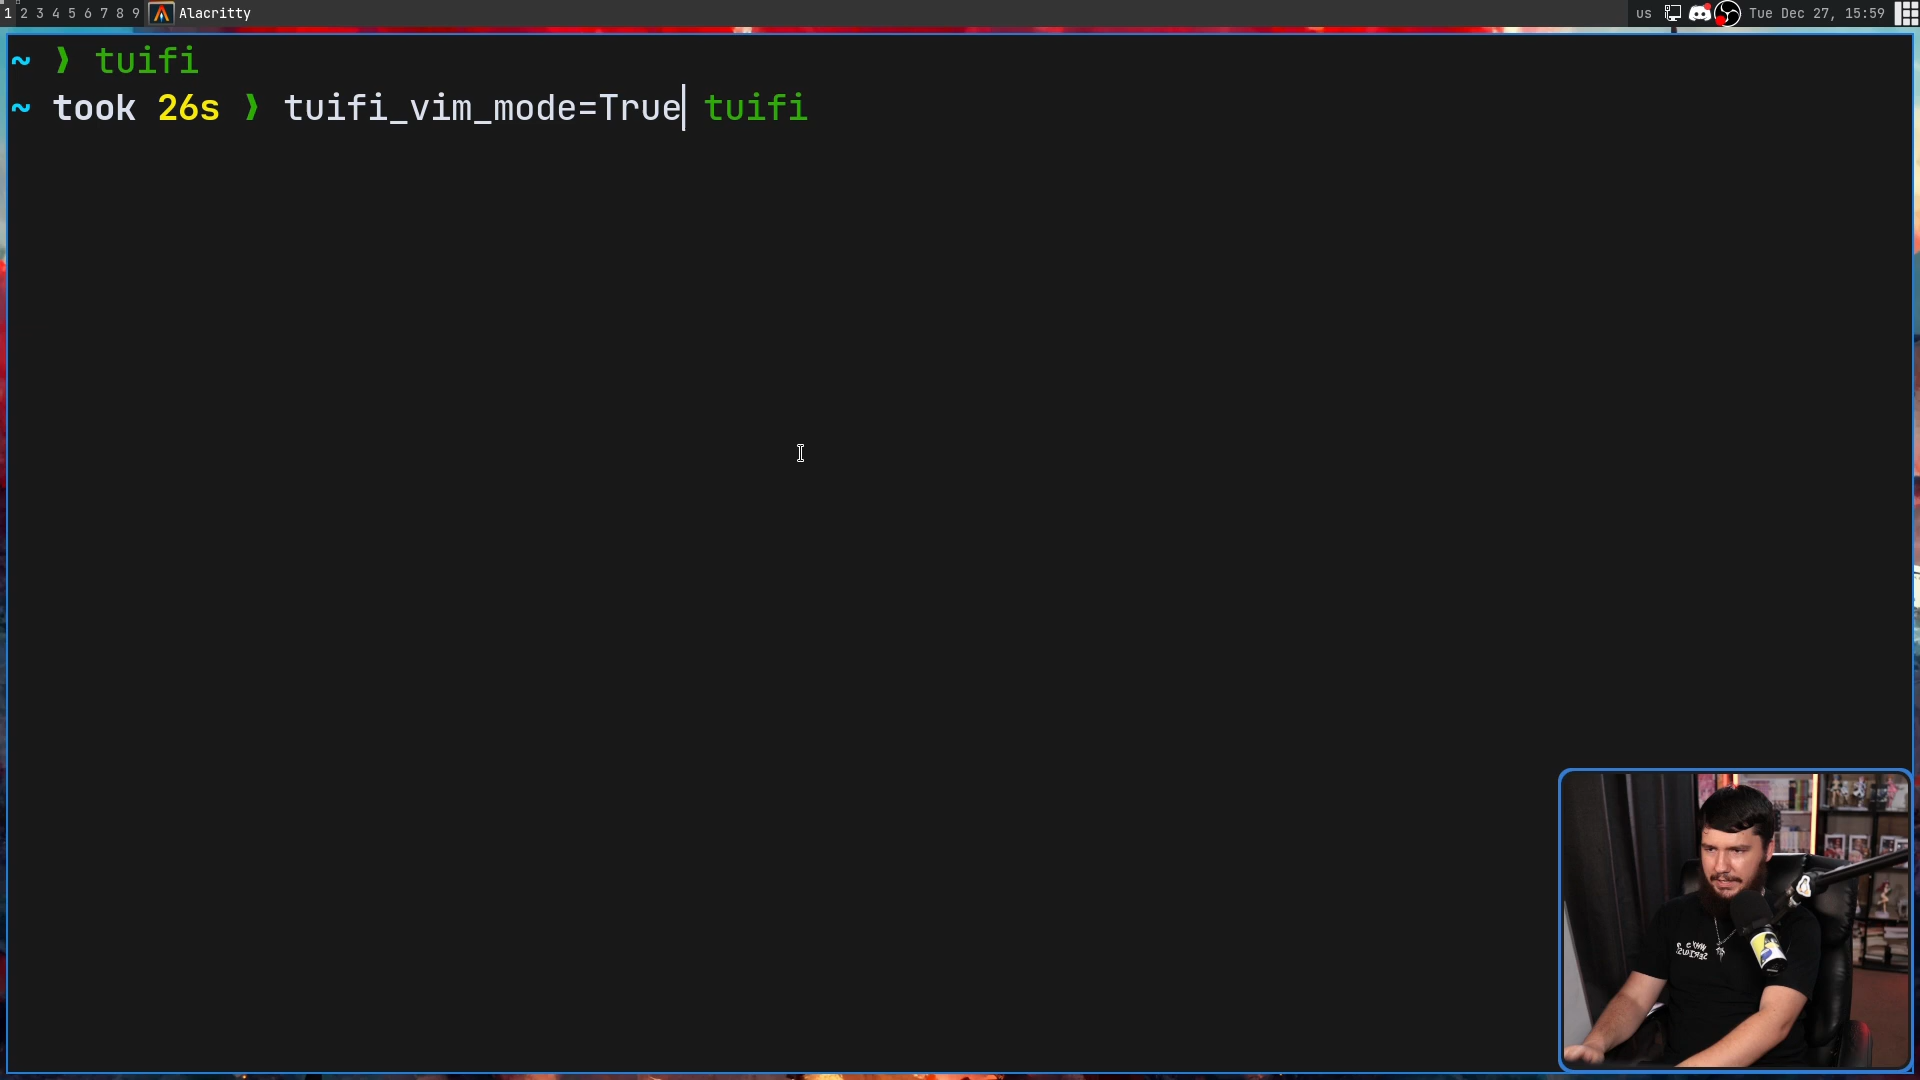 1 2 3 4 5 6 7 8 9 Alacritty us Tue Dec 27, 15:59
~ ❯ tuifi
~ took 26s ❯ tuifi_vim_mode=True tuifi